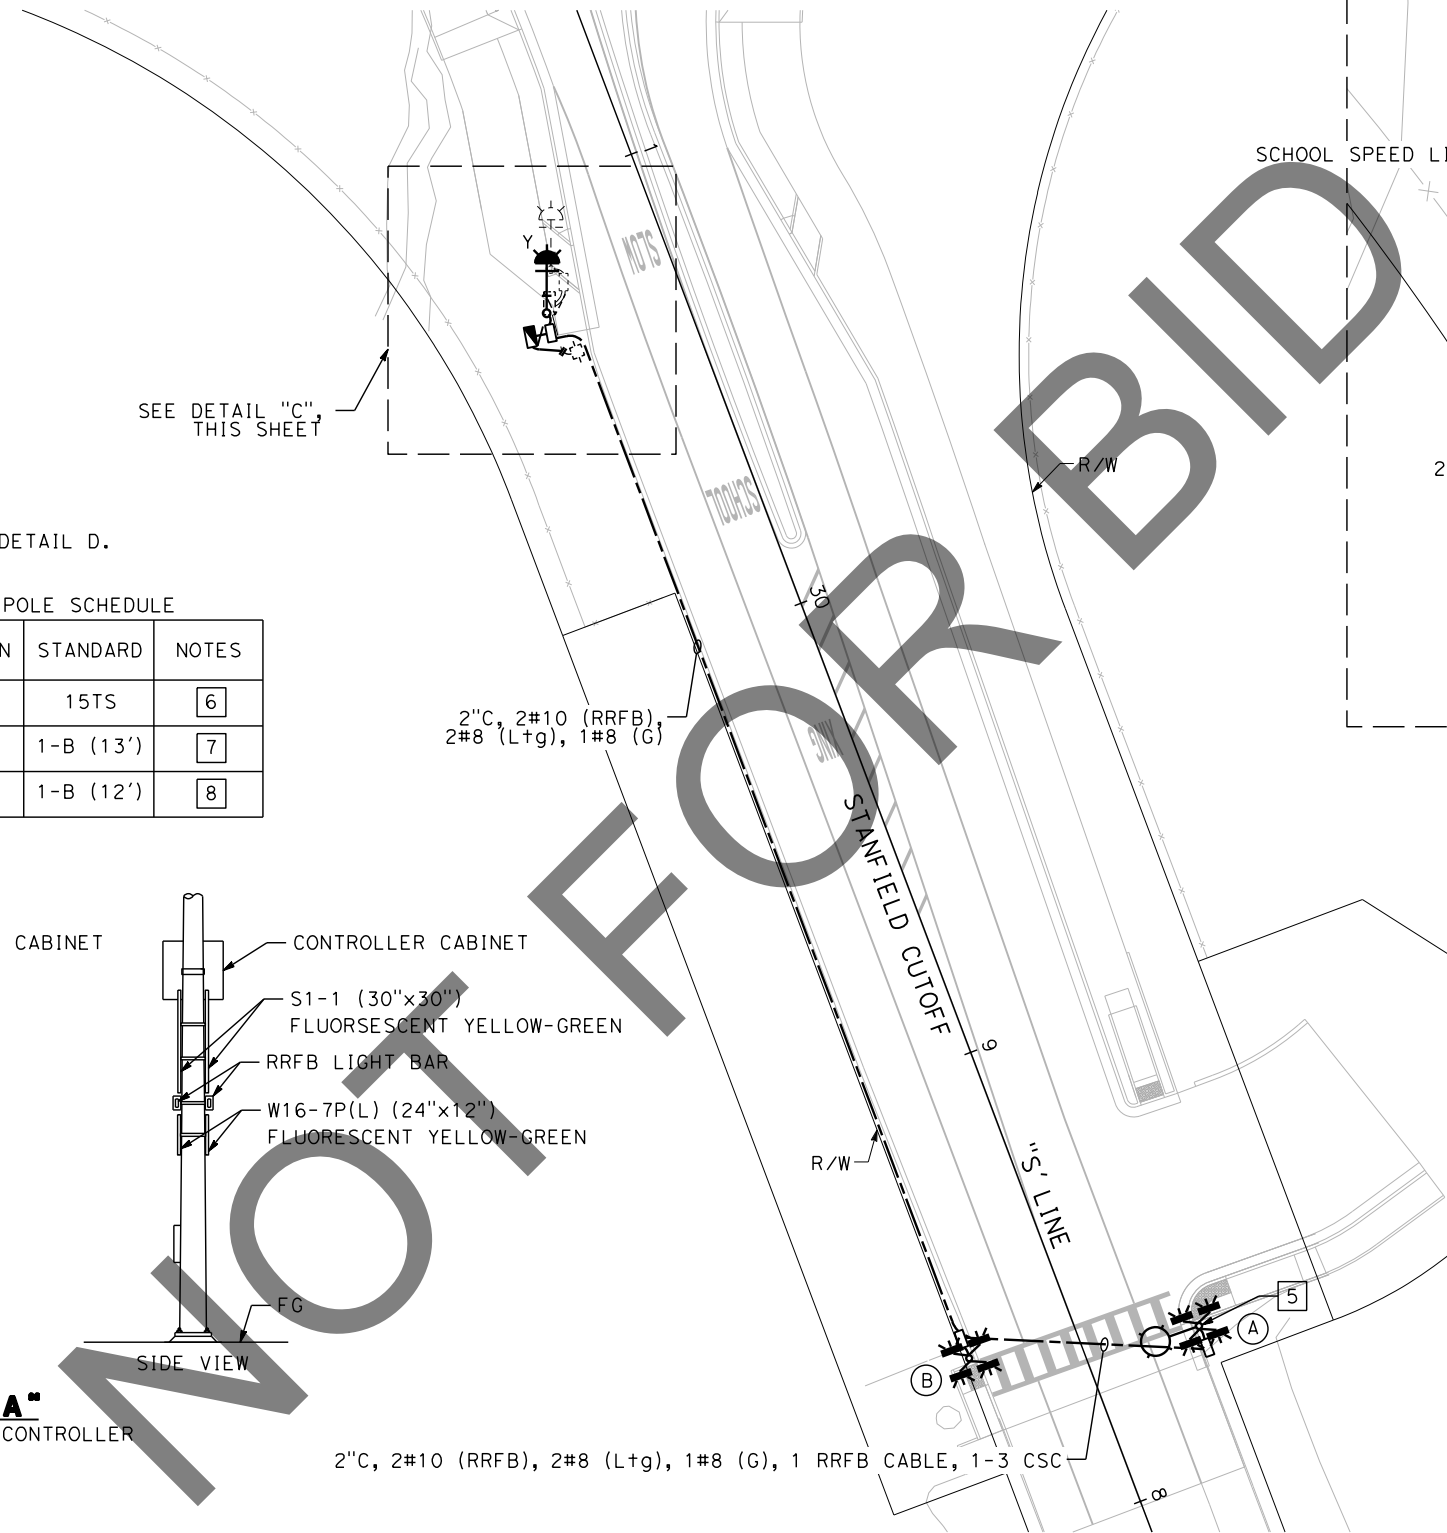 1
SCHOOL SPEED LI
SLOW
Y
SEE DETAIL "C",
THIS SHEET
R/W
2
SCHOOL
DETAIL D.
30
POLE SCHEDULE
N STANDARD NOTES
15TS 6
1-B (13') 7
1-B (12') 8
2"C, 2#10 (RRFB),
2#8 (Ltg), 1#8 (G)
XING
STANFIELD CUTOFF
CABINET
CONTROLLER CABINET
S1-1 (30"x30")
FLUORSESCENT YELLOW-GREEN
RRFB LIGHT BAR
W16-7P(L) (24"x12")
FLUORESCENT YELLOW-GREEN
9
R/W
"S' LINE
FG
SIDE VIEW
5
A
B
A"
CONTROLLER
2"C, 2#10 (RRFB), 2#8 (Ltg), 1#8 (G), 1 RRFB CABLE, 1-3 CSC
8
NOT FOR BID